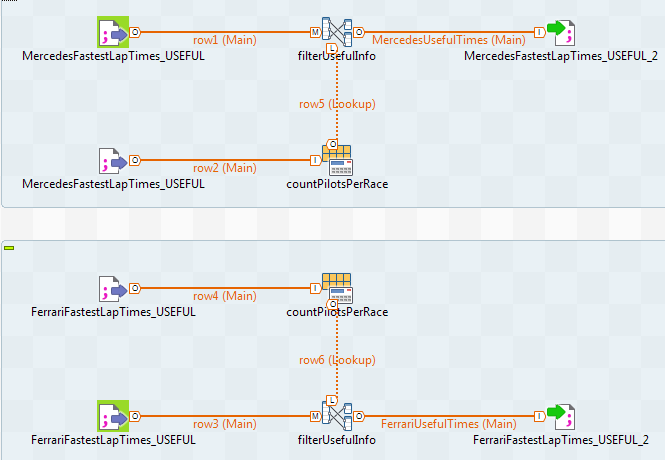 row1 (Main)
MercedesUsefulTimes (Main)
MercedesFastestLapTimes_USEFUL
filterUsefulInfo
MercedesFastestLapTimes_USEFUL_2
row5 (Lookup)
row2 (Main)
MercedesFastestLapTimes_USEFUL
countPilotsPerRace
row4 (Main)
FerrariFastestLapTimes_USEFUL
countPilotsPerRace
row6 (Lookup)
row3 (Main)
FerrariUsefulTimes (Main)
FerrariFastestLapTimes_USEFUL
filterUsefulInfo
FerrariFastestLapTimes_USEFUL_2